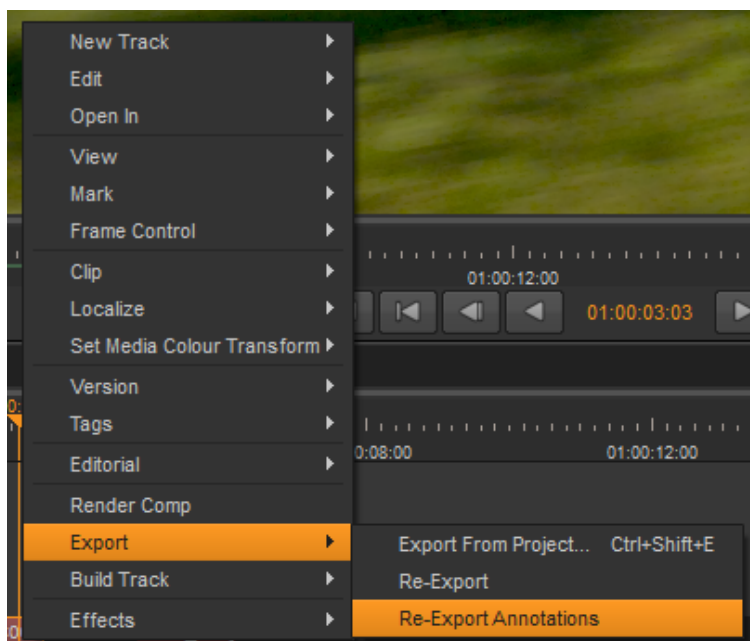 New Track
Edit
Open In
View
Mark
Frame Control
Clip
01:00:12:00
Localize
01:00:03:03
Set Media Colour Transform
Version
Tags
0:08:00
01:00:12:00
Editorial
Render Comp
Export
Export From Project... Ctrl+Shift+E
Build Track
Re-Export
Effects
Re-Export Annotations